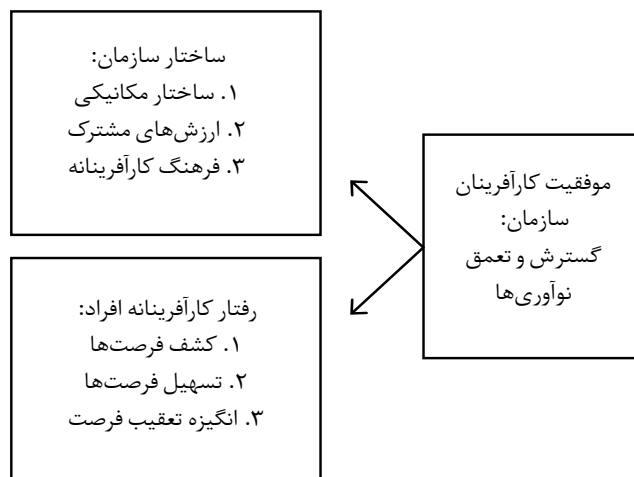 ساختار سازمان:
۱. ساختار مکانیکی
۲. ارزش‌های مشترک
۳. فرهنگ کارآفرینانه
موفقیت کارآفرینان
سازمان:
گسترش و تعمق
نوآوری‌ها
رفتار کارآفرینانه افراد:
۱. کشف فرصت‌ها
۲. تسهیل فرصت‌ها
۳. انگیزه تعقیب فرصت